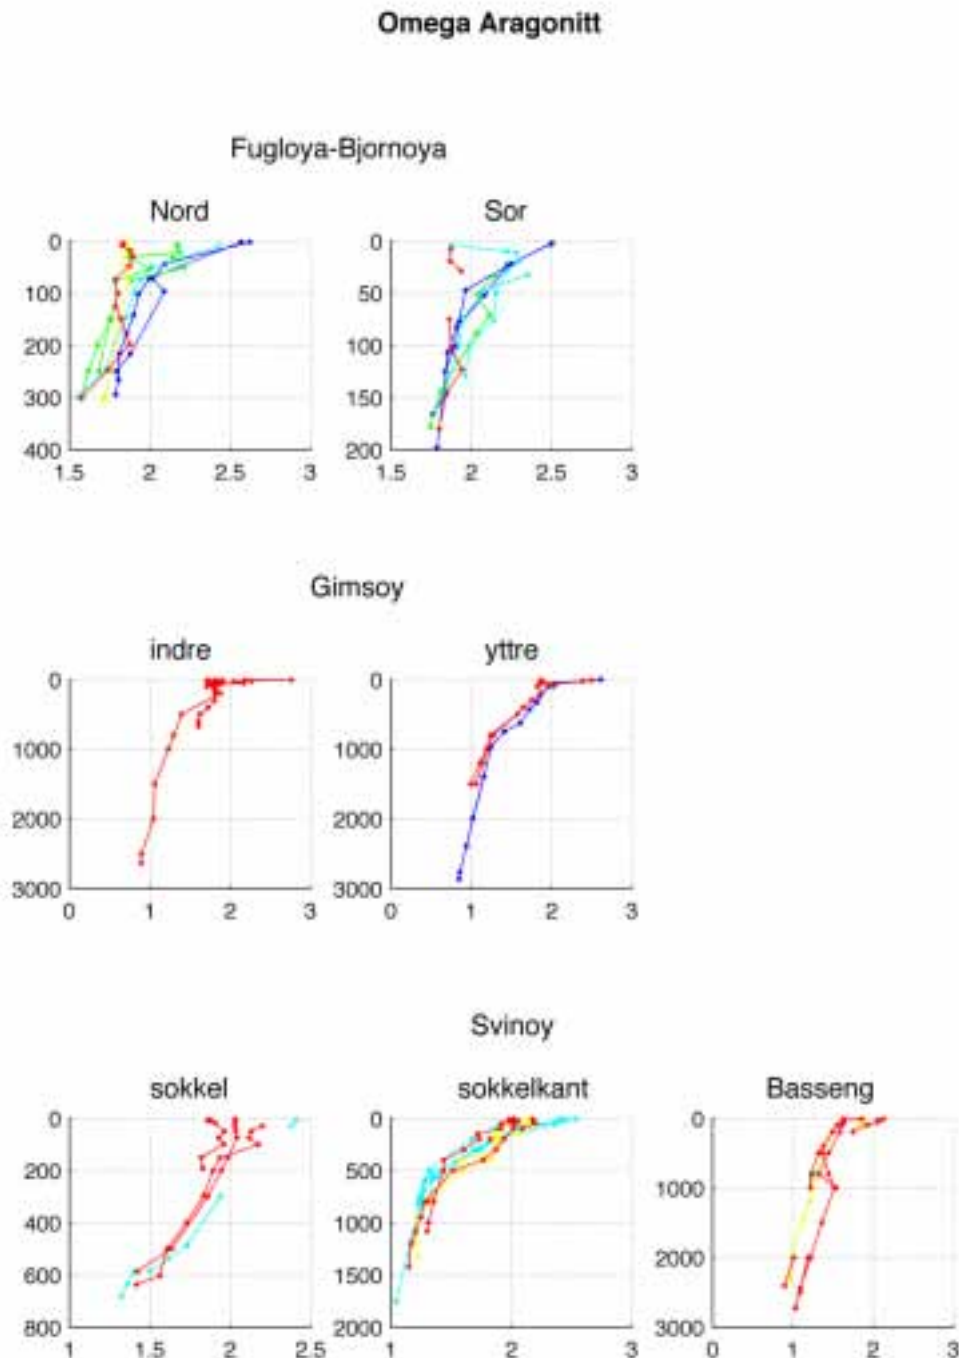 Omega Aragonitt
Fugloya-Bjornoya
Nord Sor
0 0
100 50
200 100
300 150
400 200
1.5 2 2.5 3 1.5 2 2.5 3
Gimsoy
indre yttre
0 0
1000 1000
2000 2000
3000 3000
0 1 2 3 0 1 2 3
Svinoy
sokkel sokkelkant Basseng
0 0 0
200 500 1000
400 1000 2000
600 1500 3000
800 2000
1 1.5 2 2.5 1 2 3 0 1 2 3